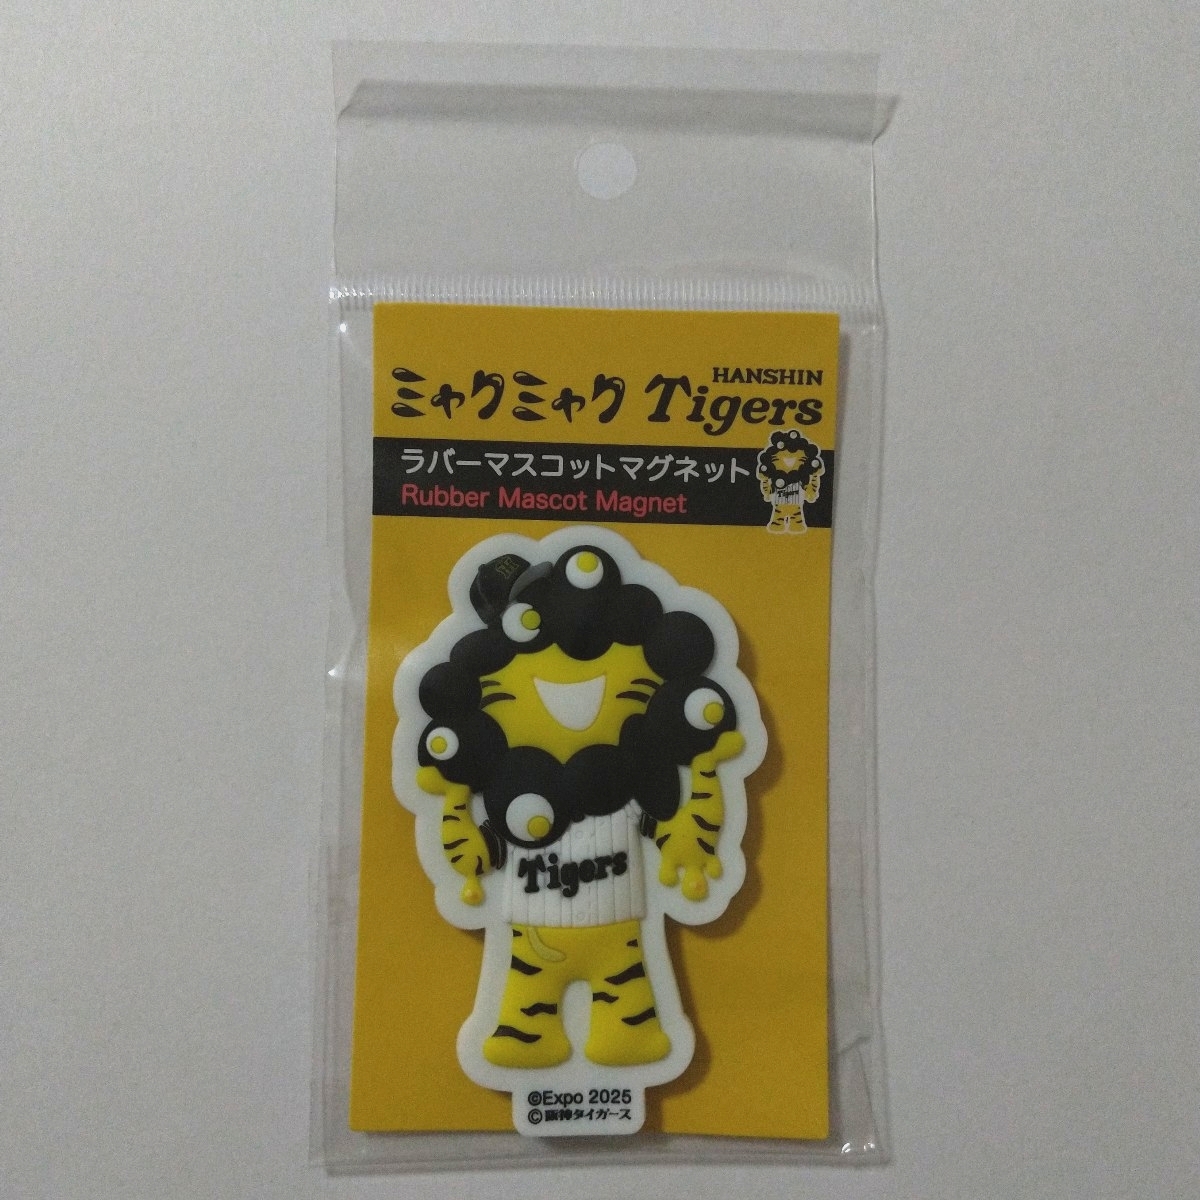 HANSHIN
ミャクミャク Tigers
ラバーマスコットマグネット
Rubber Mascot Magnet
Tigers
©Expo 2025
©阪神タイガース